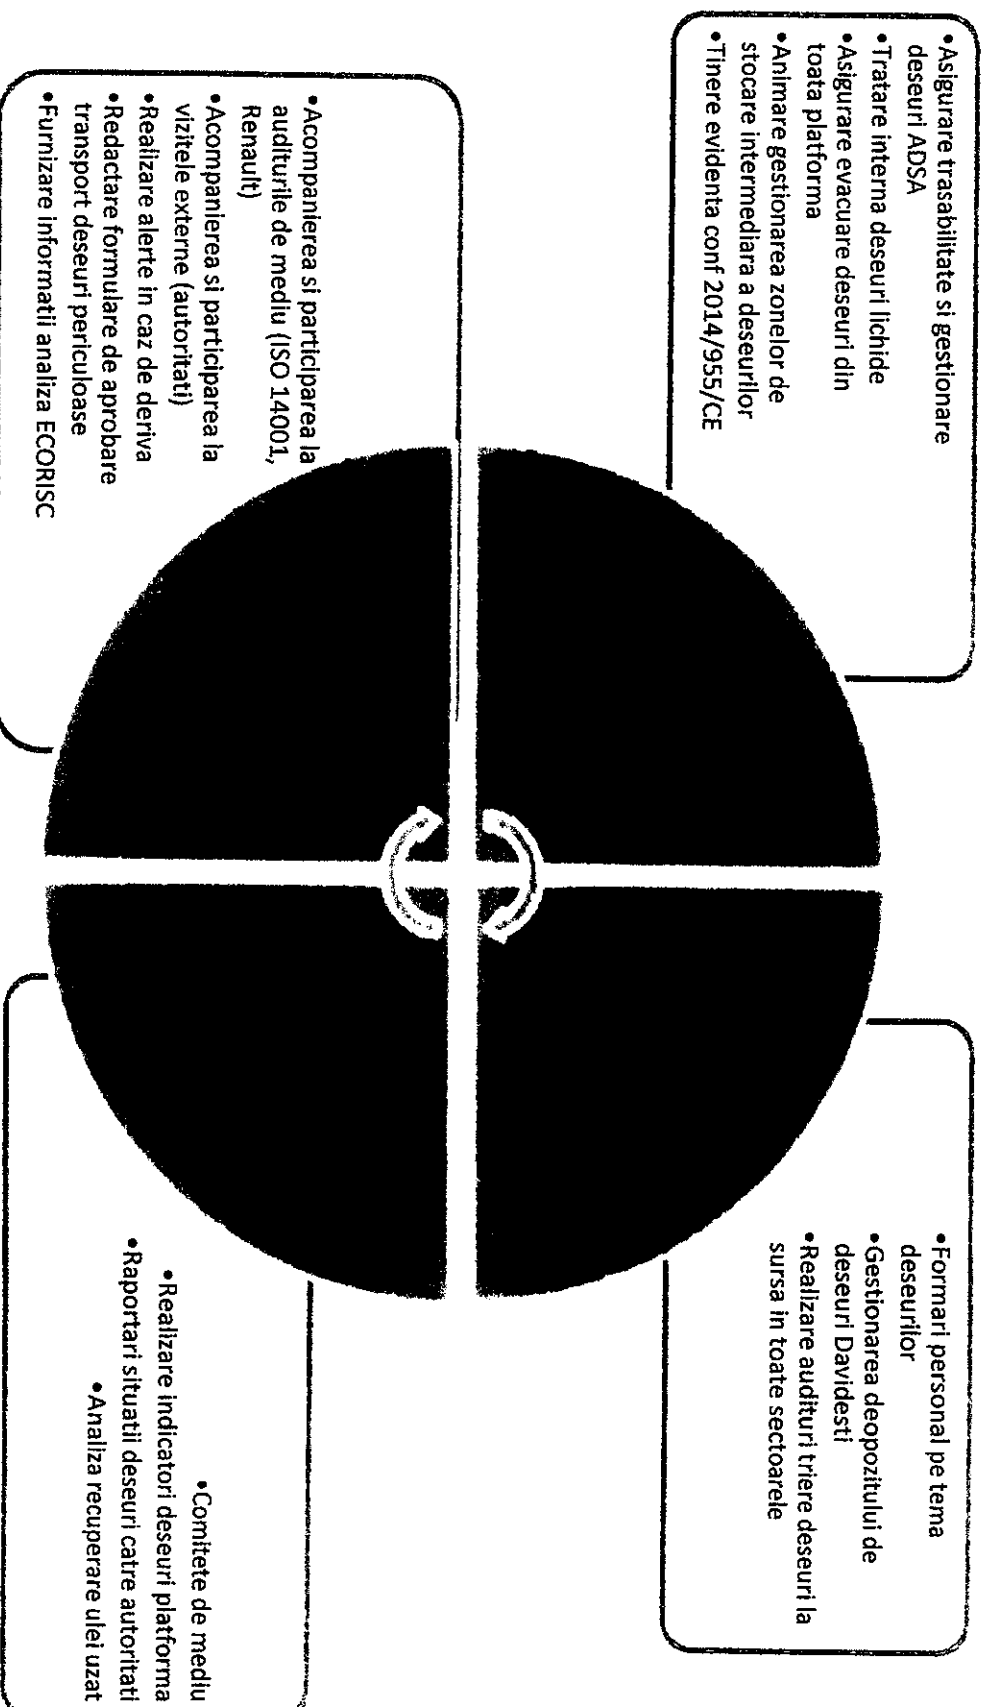 •Asigurare trasabilitate si gestionare
deseuri ADSA
•Tratare interna deseuri lichide
•Asigurare evacuare deseuri din
toata platforma
•Animare gestionarea zonelor de
stocare intermediara a deseurilor
•Tinere evidenta conf 2014/955/CE
•Formari personal pe tema
deseurilor
•Gestionarea deopozitului de
deseuri Davidesti
•Realizare audituri triere deseuri la
sursa in toate sectoarele
•Acompanierea si participarea la
auditurile de mediu (ISO 14001,
Renault)
•Acompanierea si participarea la
vizitele externe (autoritati)
•Realizare alerte in caz de deriva
•Redactare formulare de aprobare
transport deseuri periculoase
•Furnizare informatii analiza ECORISC
•Comitete de mediu
•Realizare indicatori deseuri platforma
•Raportari situatii deseuri catre autoritati
•Analiza recuperare ulei uzat